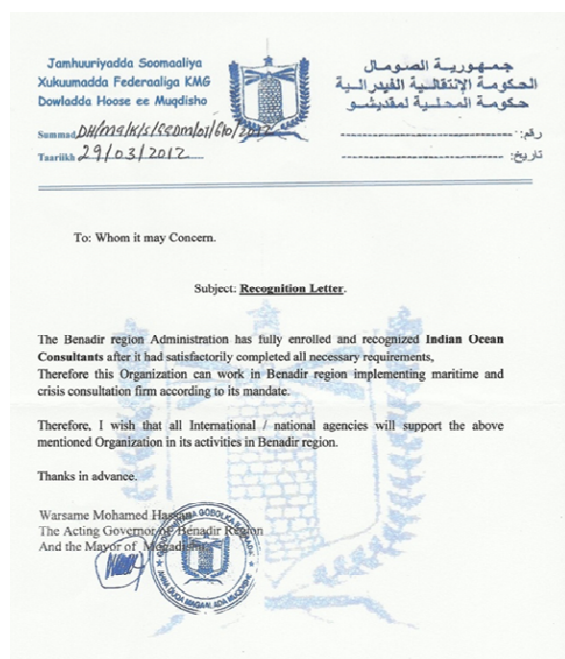 Jamhuuriyadda Soomaaliya
Xukuumadda Federaaliga KMG
Dowladda Hoose ee Muqdisho
جمهورية الصومال
الحكومة الإنتقالية الفيدرالية
حكومة المحلية لمقديشو
Summad
Taariikh 29/03/2012
رقم:
تاريخ:
To: Whom it may Concern.
Subject: Recognition Letter.
The Benadir region Administration has fully enrolled and recognized Indian Ocean
Consultants after it had satisfactorily completed all necessary requirements,
Therefore this Organization can work in Benadir region implementing maritime and
crisis consultation firm according to its mandate.
Therefore, I wish that all International / national agencies will support the above
mentioned Organization in its activities in Benadir region.
Thanks in advance.
Warsame Mohamed Hassan
The Acting Governor of Benadir Region
And the Mayor of Mogadishu